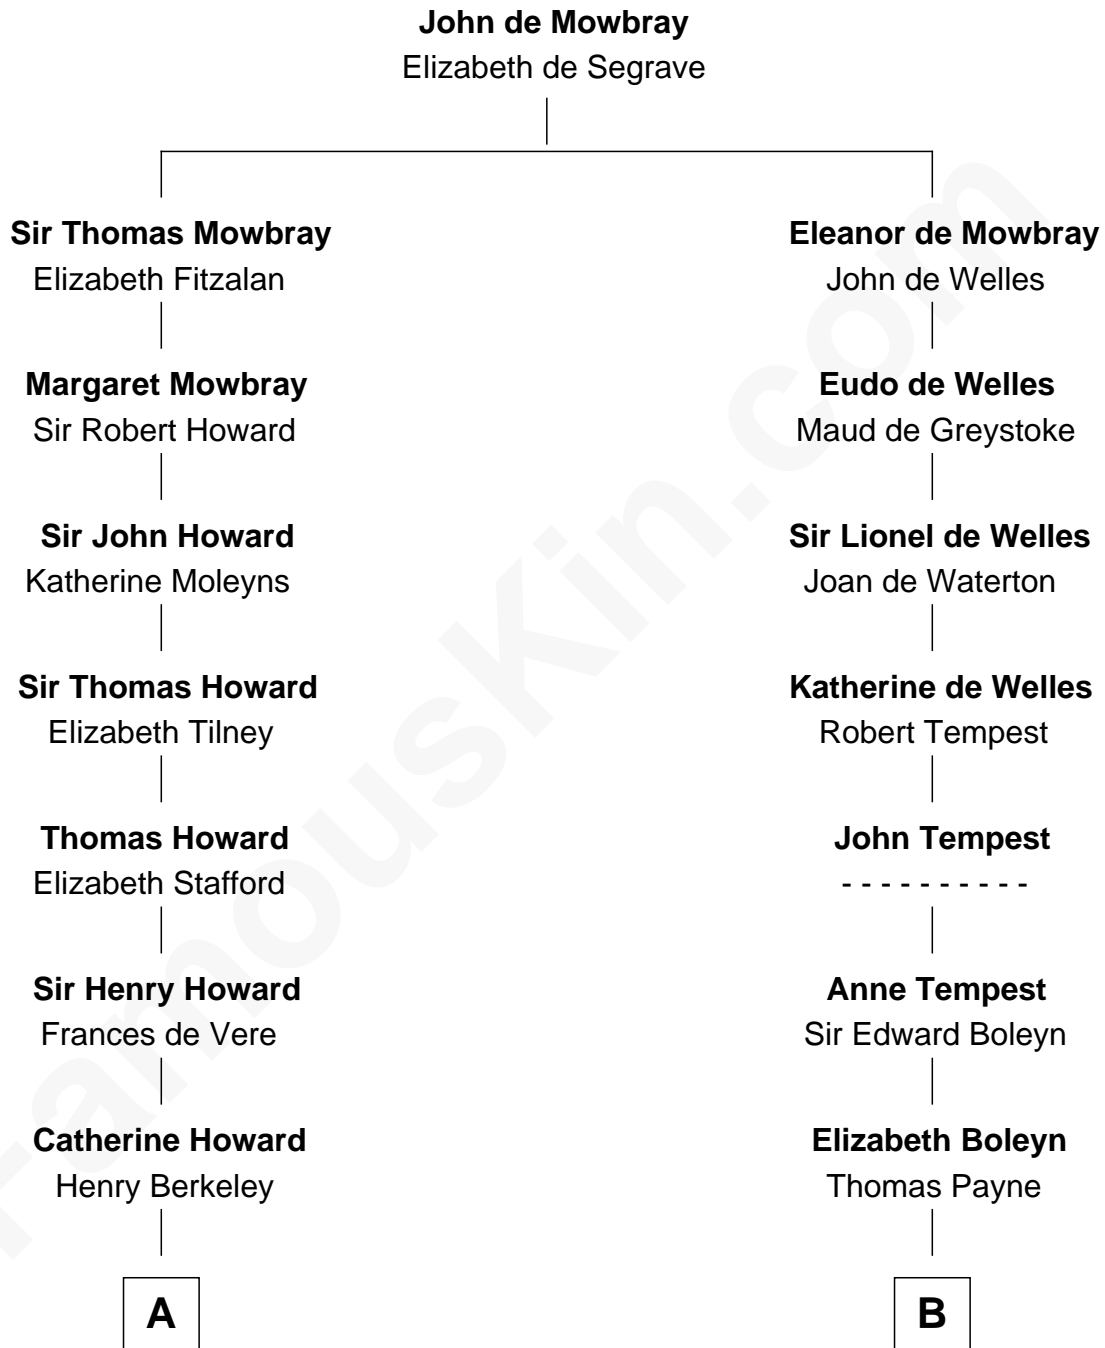 John de Mowbray
Elizabeth de Segrave
Sir Thomas Mowbray
Elizabeth Fitzalan
Eleanor de Mowbray
John de Welles
Margaret Mowbray
Sir Robert Howard
Eudo de Welles
Maud de Greystoke
Sir John Howard
Katherine Moleyns
Sir Lionel de Welles
Joan de Waterton
Sir Thomas Howard
Elizabeth Tilney
Katherine de Welles
Robert Tempest
Thomas Howard
Elizabeth Stafford
John Tempest
- - - - - - - - - -
Sir Henry Howard
Frances de Vere
Anne Tempest
Sir Edward Boleyn
Catherine Howard
Henry Berkeley
Elizabeth Boleyn
Thomas Payne
A
B
FamousKin.com